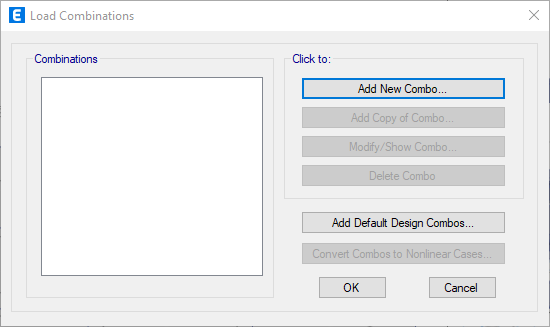 E Load Combinations
Combinations
Click to:
Add New Combo...
Add Copy of Combo...
Modify/Show Combo...
Delete Combo
Add Default Design Combos...
Convert Combos to Nonlinear Cases...
OK
Cancel